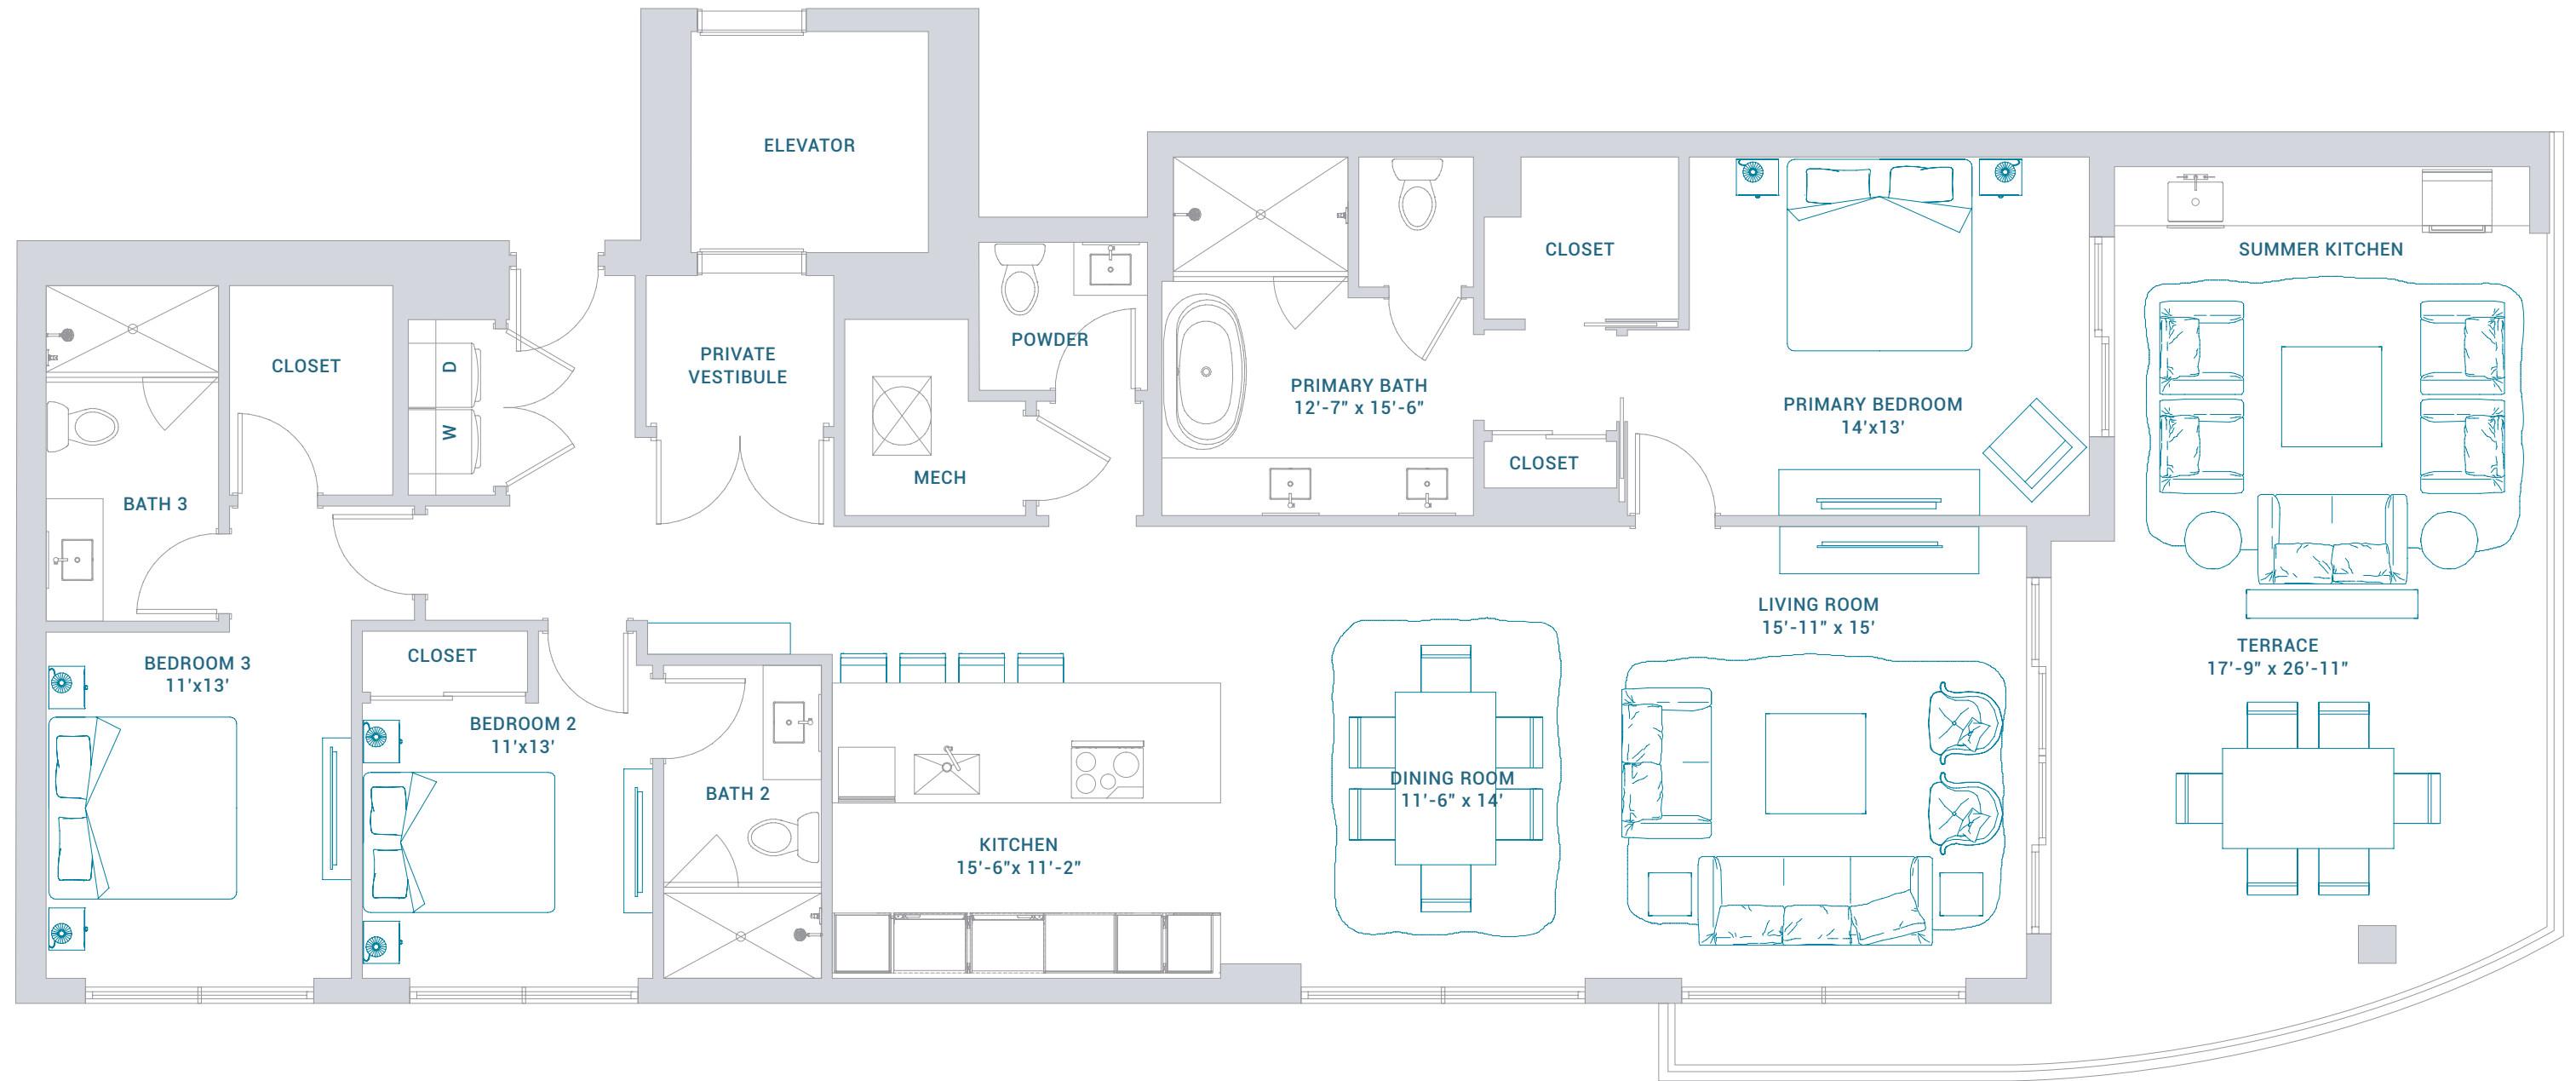 ELEVATOR
SUMMER KITCHEN
CLOSET
POWDER
PRIVATE
VESTIBULE
CLOSET
D
PRIMARY BATH
12'-7" x 15'-6"
PRIMARY BEDROOM
14'x13'
W
CLOSET
MECH
BATH 3
LIVING ROOM
15'-11" x 15'
TERRACE
17'-9" x 26'-11"
CLOSET
BEDROOM 3
11'x13'
BEDROOM 2
11'x13'
DINING ROOM
11'-6" x 14'
BATH 2
KITCHEN
15'-6"x 11'-2"